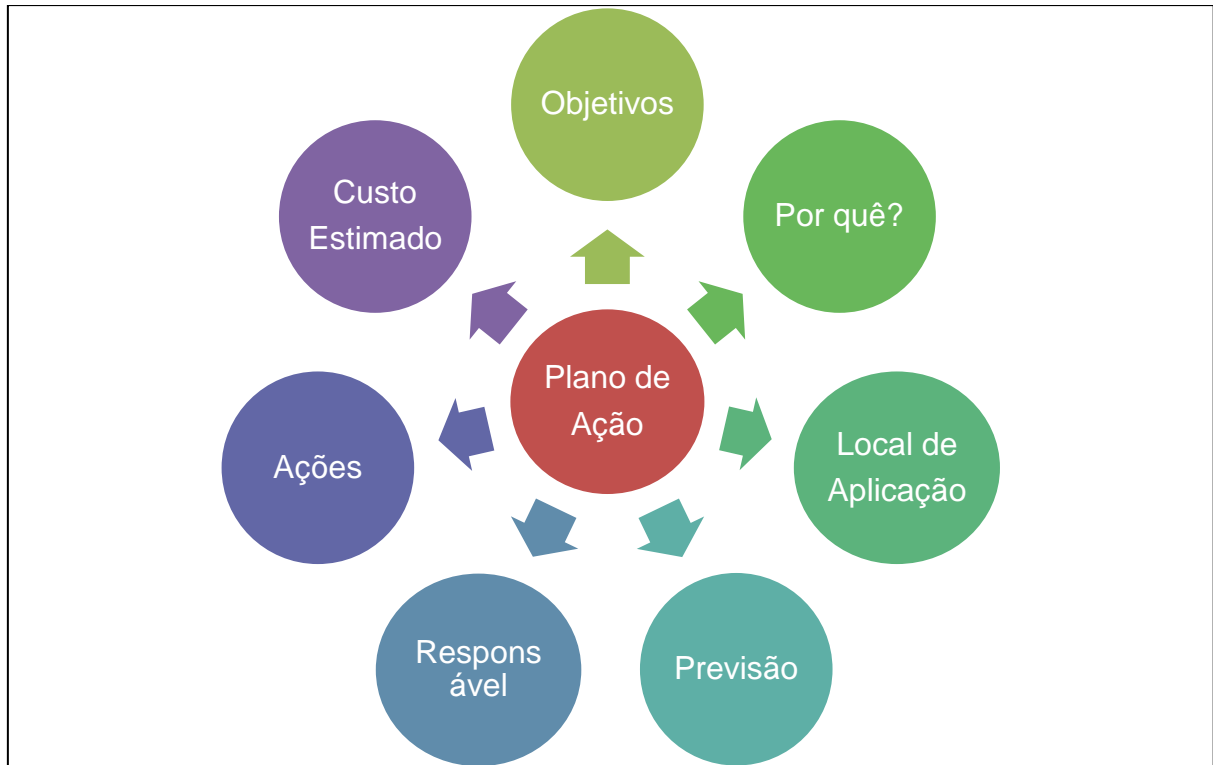 Objetivos
Por quê?
Local de
Aplicação
Previsão
Respons
ável
Ações
Custo
Estimado
Plano de
Ação